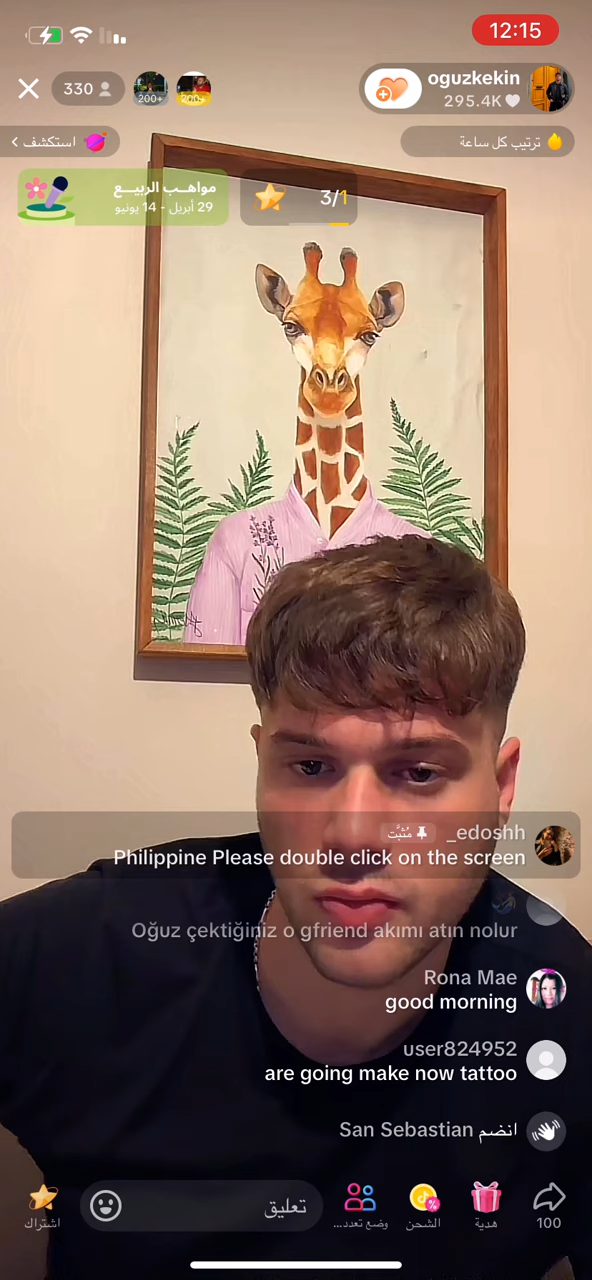 12:15
330
200+
oguzkekin
295.4K
استكشف >
ترتيب كل ساعة
مواهب الربيع
29 أبريل - 14 يونيو
3/1
_edoshh مُثبَّت
Philippine Please double click on the screen
Oğuz çektiğiniz o gfriend akımı atın nolur
Rona Mae
good morning
user824952
are going make now tattoo
San Sebastian انضم
اشتراك
تعليق
وضع تعدد...
الشحن
هدية
100